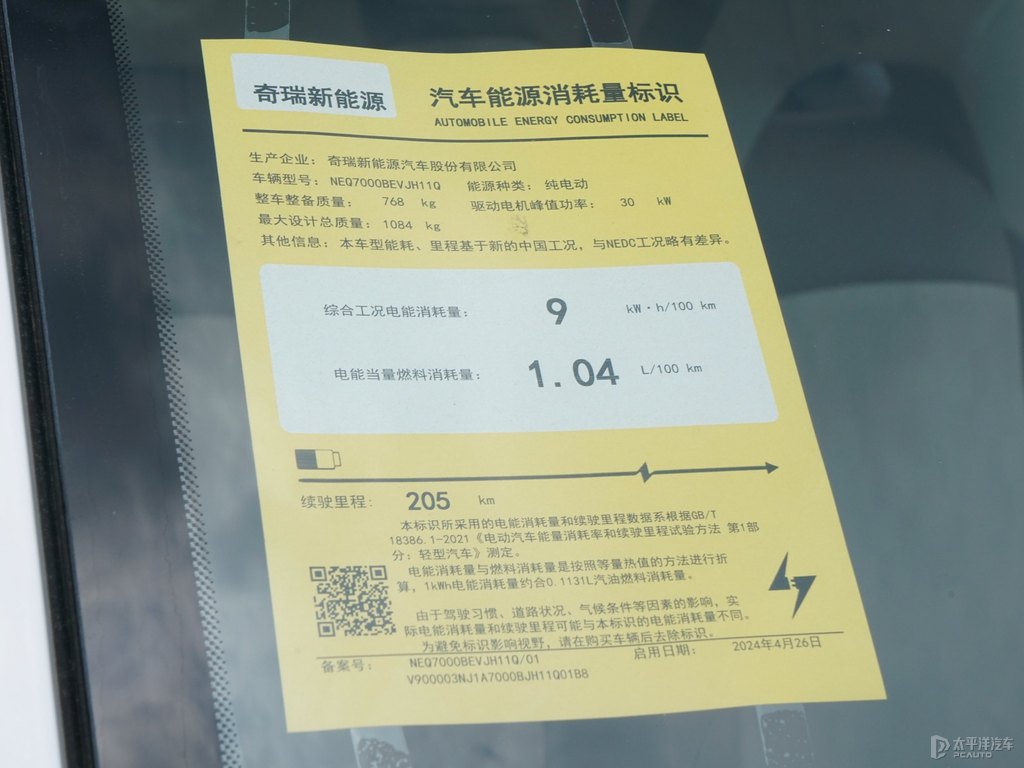 奇瑞新能源
汽车能源消耗量标识
AUTOMOBILE ENERGY CONSUMPTION LABEL
生产企业: 奇瑞新能源汽车股份有限公司
车辆型号: NEQ7000BEVJH11Q 能源种类: 纯电动
整车整备质量: 768 kg 驱动电机峰值功率: 30 kW
最大设计总质量: 1084 kg
其他信息: 本车型能耗、里程基于新的中国工况，与NEDC工况略有差异。
综合工况电能消耗量: 9 kW·h/100 km
电能当量燃料消耗量: 1.04 L/100 km
续驶里程: 205 km
本标识所采用的电能消耗量和续驶里程数据系根据GB/T
18386.1-2021《电动汽车能量消耗率和续驶里程试验方法 第1部
分：轻型汽车》测定。
电能消耗量与燃料消耗量是按照等量热值的方法进行折
算，1kWh电能消耗量约合0.1131L汽油燃料消耗量。
由于驾驶习惯、道路状况、气候条件等因素的影响，实
际电能消耗量和续驶里程可能与本标识的电能消耗量不同。
为避免标识影响视野，请在购买车辆后去除标识。
备案号: NEQ7000BEVJH11Q/01 启用日期: 2024年4月26日
V900003NJ1A7000BJH11Q01B8
太平洋汽车
PCAUTO